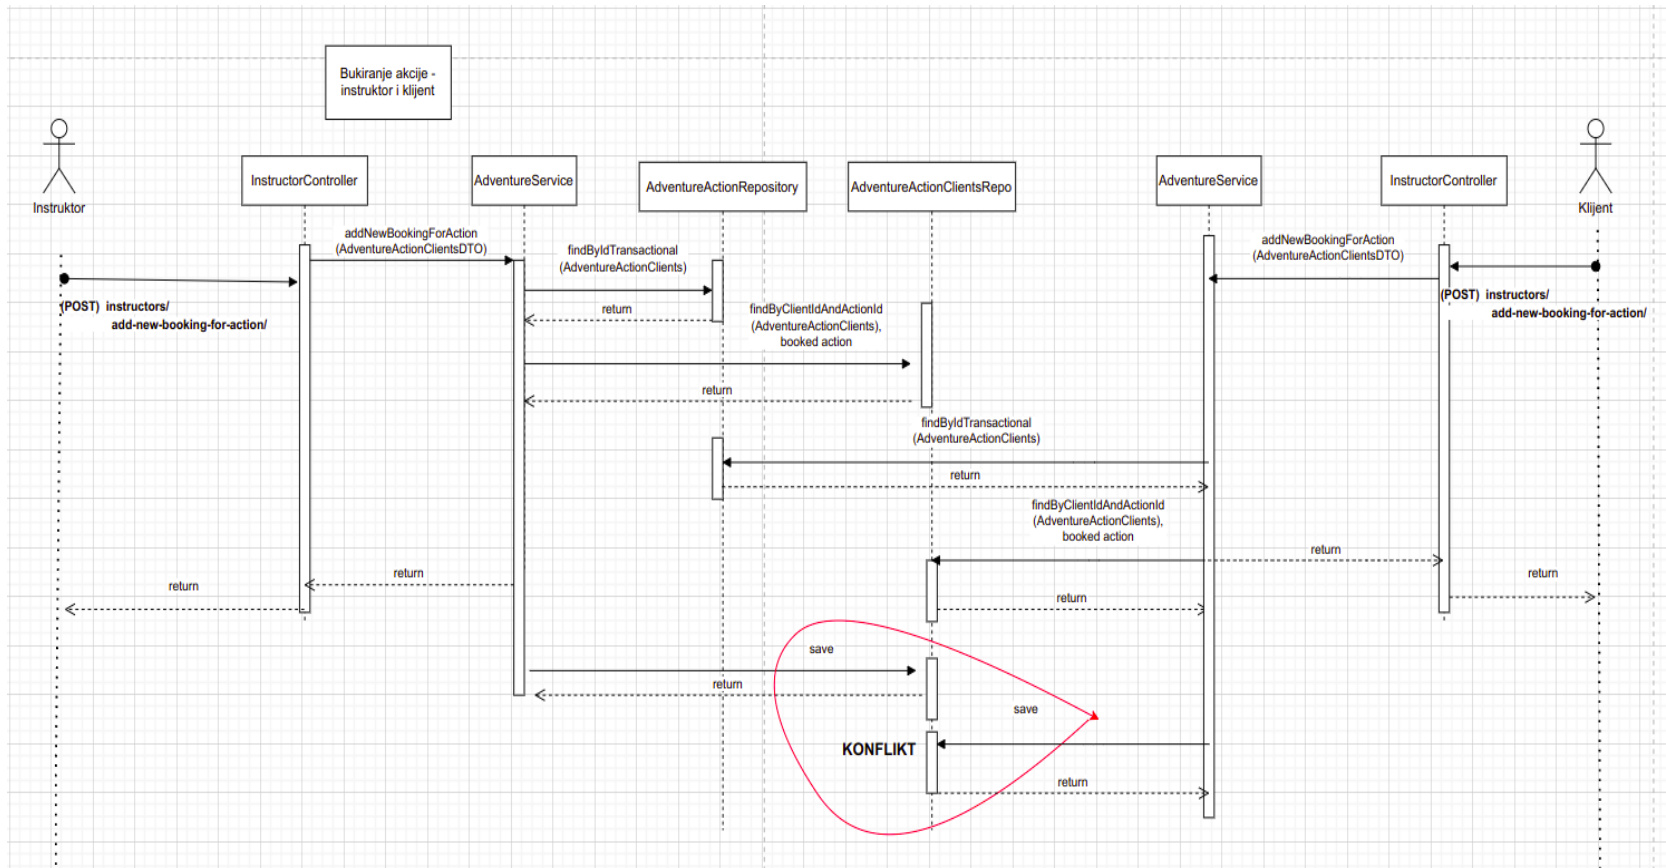 Bukiranje akcije -
instruktor i klijent
Instruktor
InstructorController
AdventureService
AdventureActionRepository
AdventureActionClientsRepo
AdventureService
InstructorController
Klijent
addNewBookingForAction
(AdventureActionClientsDTO)
findByIdTransactional
(AdventureActionClients)
addNewBookingForAction
(AdventureActionClientsDTO)
(POST) instructors/
add-new-booking-for-action/
return
findByClientIdAndActionId
(AdventureActionClients),
booked action
(POST) instructors/
add-new-booking-for-action/
return
findByIdTransactional
(AdventureActionClients)
return
findByClientIdAndActionId
(AdventureActionClients),
booked action
return
return
return
return
return
save
return
save
KONFLIKT
return